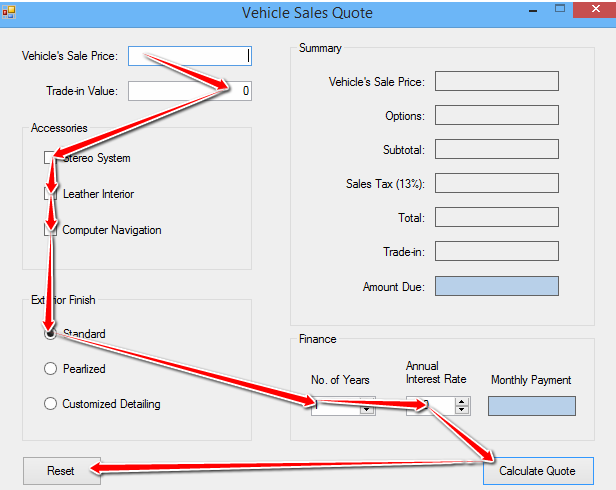 Vehicle Sales Quote
Vehicle's Sale Price:
Trade-in Value: 0
Accessories
Stereo System
Leather Interior
Computer Navigation
Exterior Finish
Standard
Pearlized
Customized Detailing
Reset
Summary
Vehicle's Sale Price:
Options:
Subtotal:
Sales Tax (13%):
Total:
Trade-in:
Amount Due:
Finance
No. of Years
Annual
Interest Rate
Monthly Payment
Calculate Quote